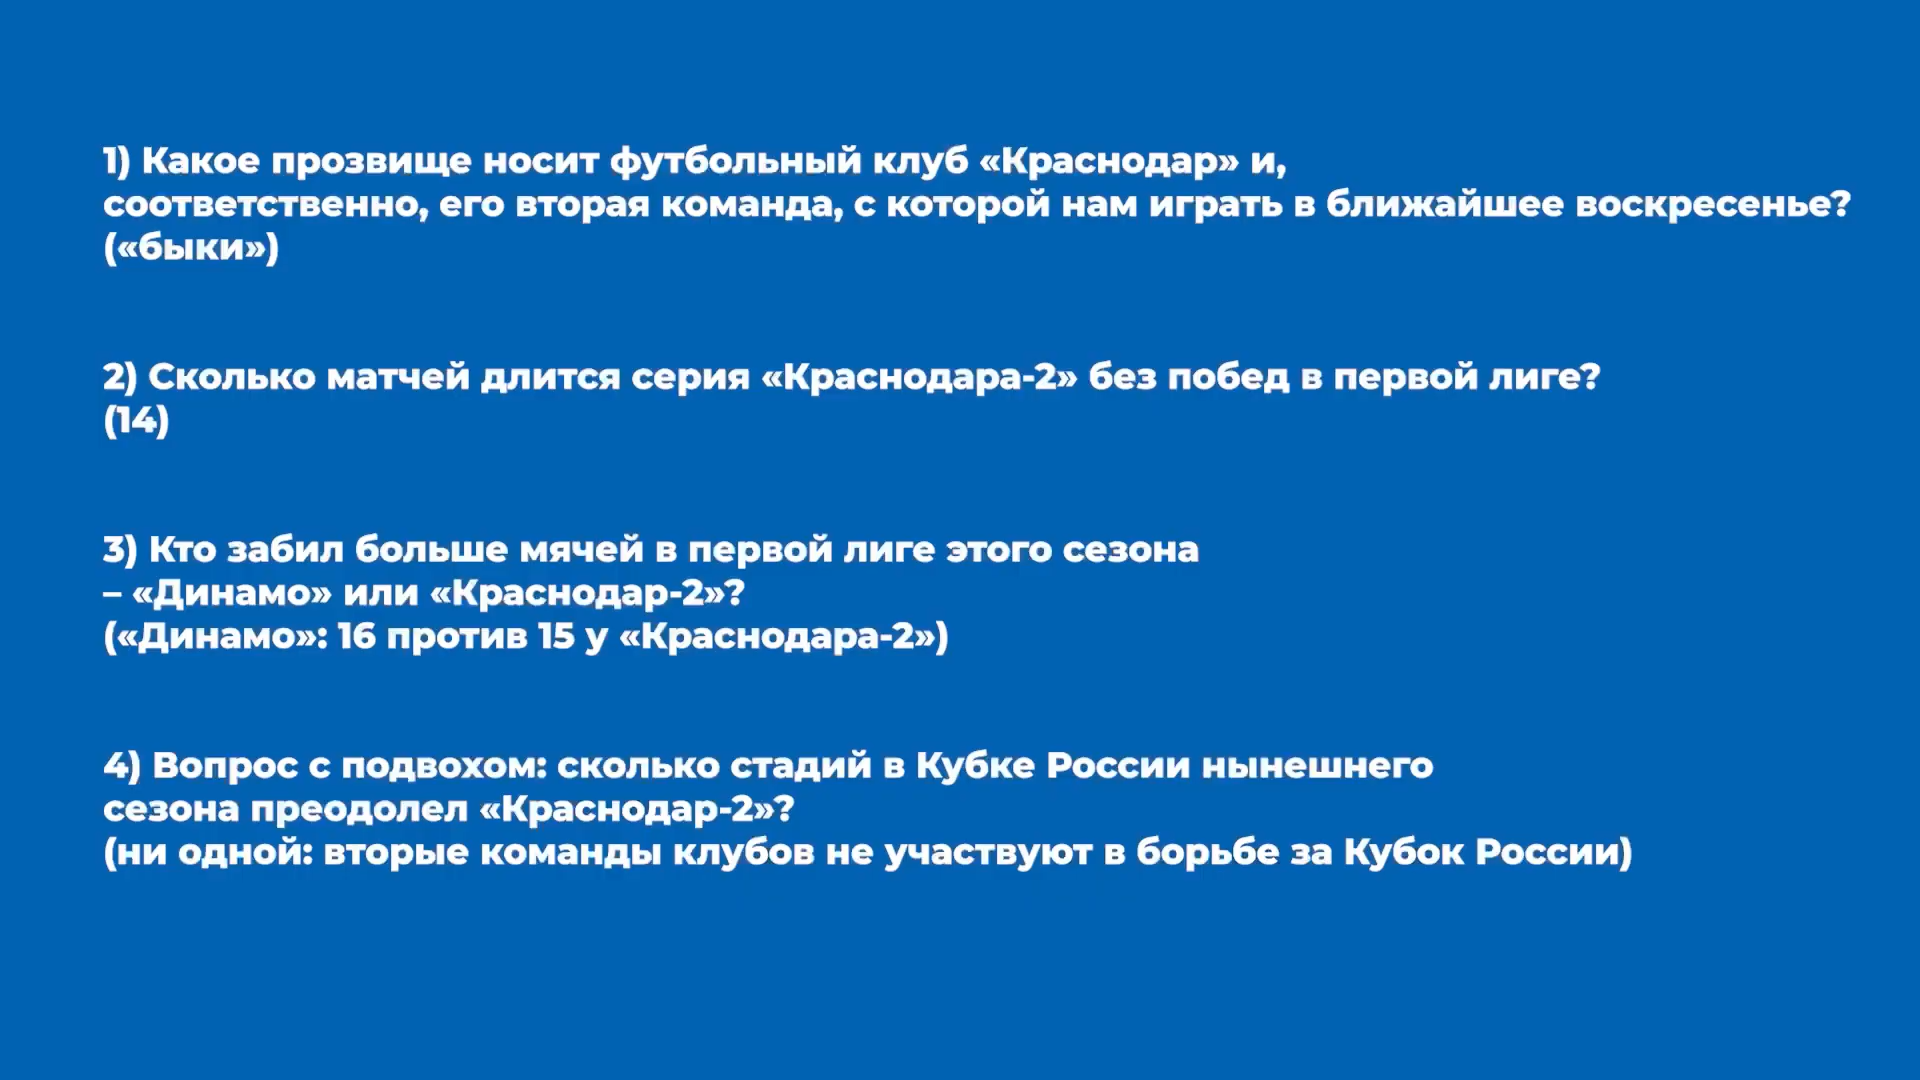 1) Какое прозвище носит футбольный клуб «Краснодар» и,
соответственно, его вторая команда, с которой нам играть в ближайшее воскресенье?
(«быки»)
2) Сколько матчей длится серия «Краснодара-2» без побед в первой лиге?
(14)
3) Кто забил больше мячей в первой лиге этого сезона
– «Динамо» или «Краснодар-2»?
(«Динамо»: 16 против 15 у «Краснодара-2»)
4) Вопрос с подвохом: сколько стадий в Кубке России нынешнего
сезона преодолел «Краснодар-2»?
(ни одной: вторые команды клубов не участвуют в борьбе за Кубок России)